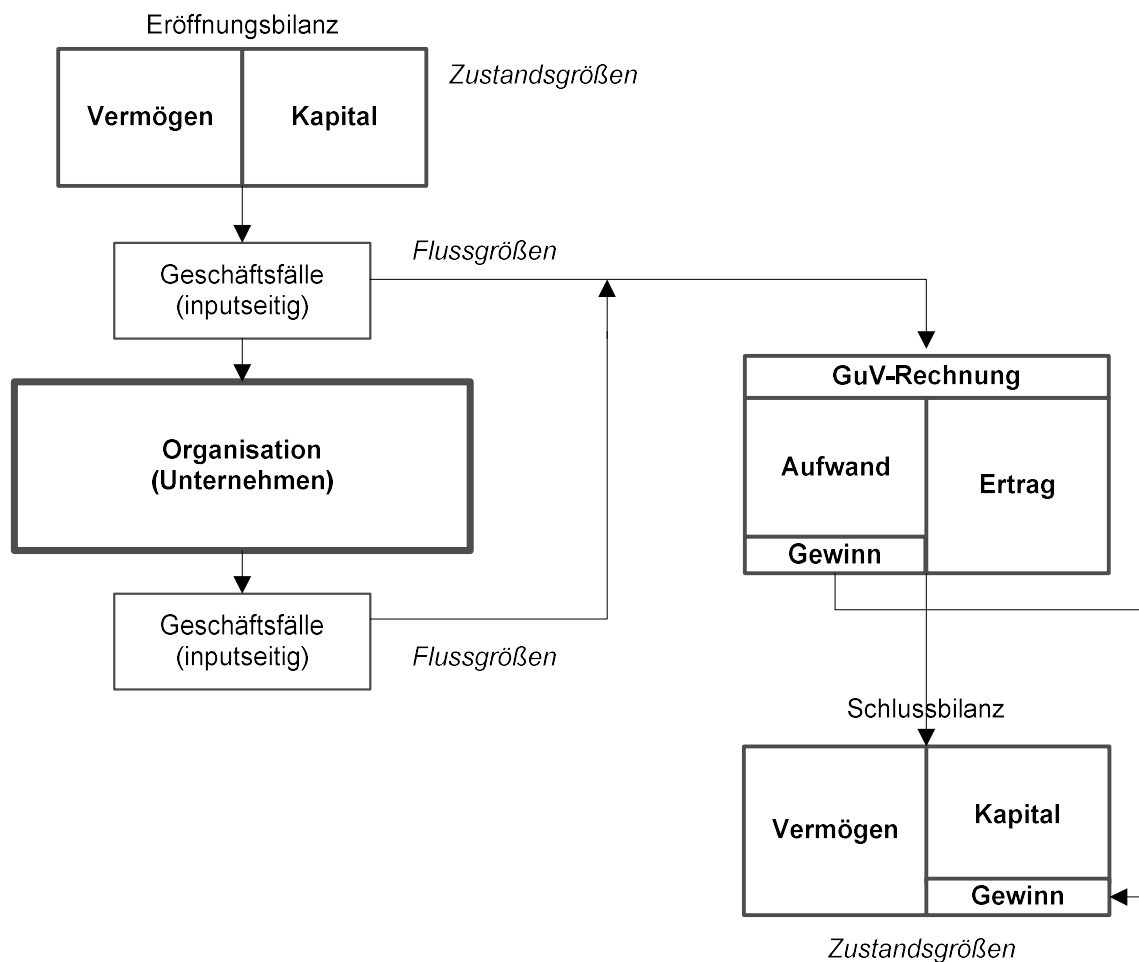 Eröffnungsbilanz
Zustandsgrößen
Vermögen
Kapital
Flussgrößen
Geschäftsfälle
(inputseitig)
GuV-Rechnung
Organisation
(Unternehmen)
Aufwand
Ertrag
Gewinn
Geschäftsfälle
(inputseitig)
Flussgrößen
Schlussbilanz
Vermögen
Kapital
Gewinn
Zustandsgrößen